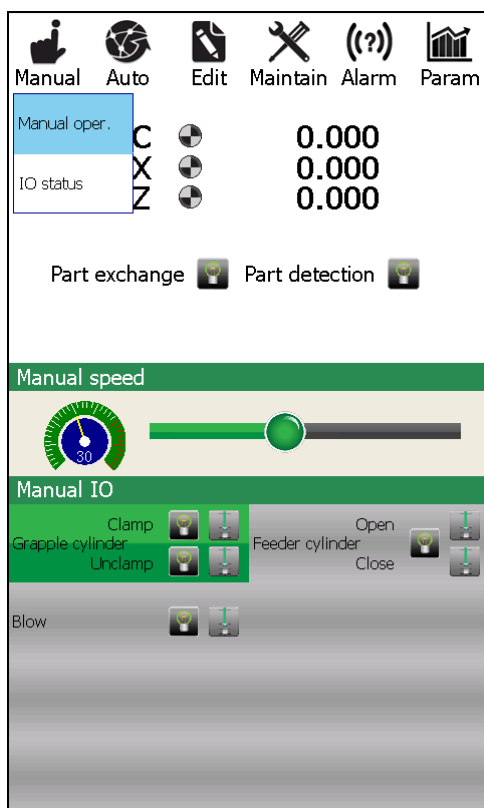 Manual Auto Edit Maintain Alarm Param
Manual oper.
IO status
C 0.000
X 0.000
Z 0.000
Part exchange Part detection
Manual speed
30
Manual IO
Clamp Open
Grapple cylinder Feeder cylinder
Unclamp Close
Blow